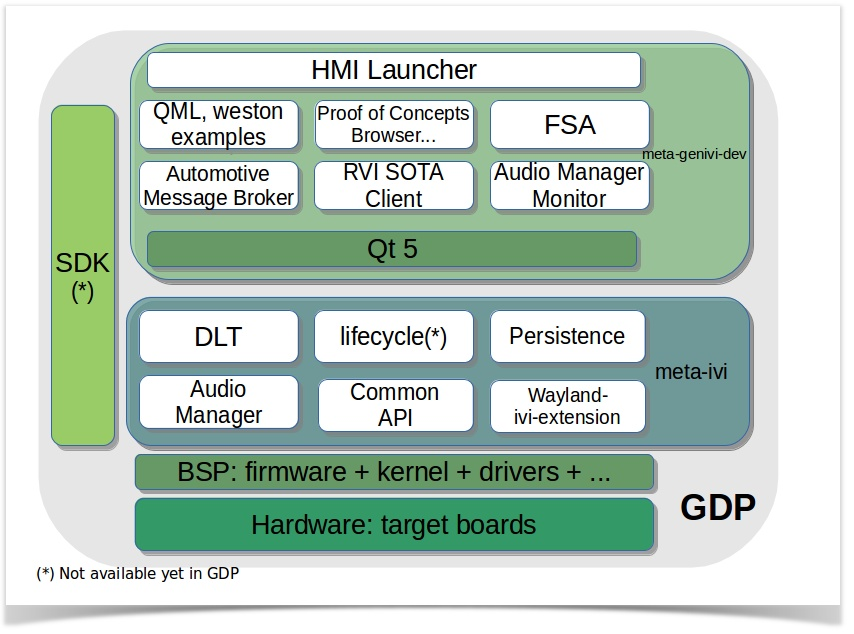 HMI Launcher
QML, weston
examples
Proof of Concepts
Browser...
FSA
meta-genivi-dev
Automotive
Message Broker
RVI SOTA
Client
Audio Manager
Monitor
Qt 5
SDK
(*)
DLT
lifecycle(*)
Persistence
meta-ivi
Audio
Manager
Common
API
Wayland-
ivi-extension
BSP: firmware + kernel + drivers + ...
GDP
Hardware: target boards
(*) Not available yet in GDP